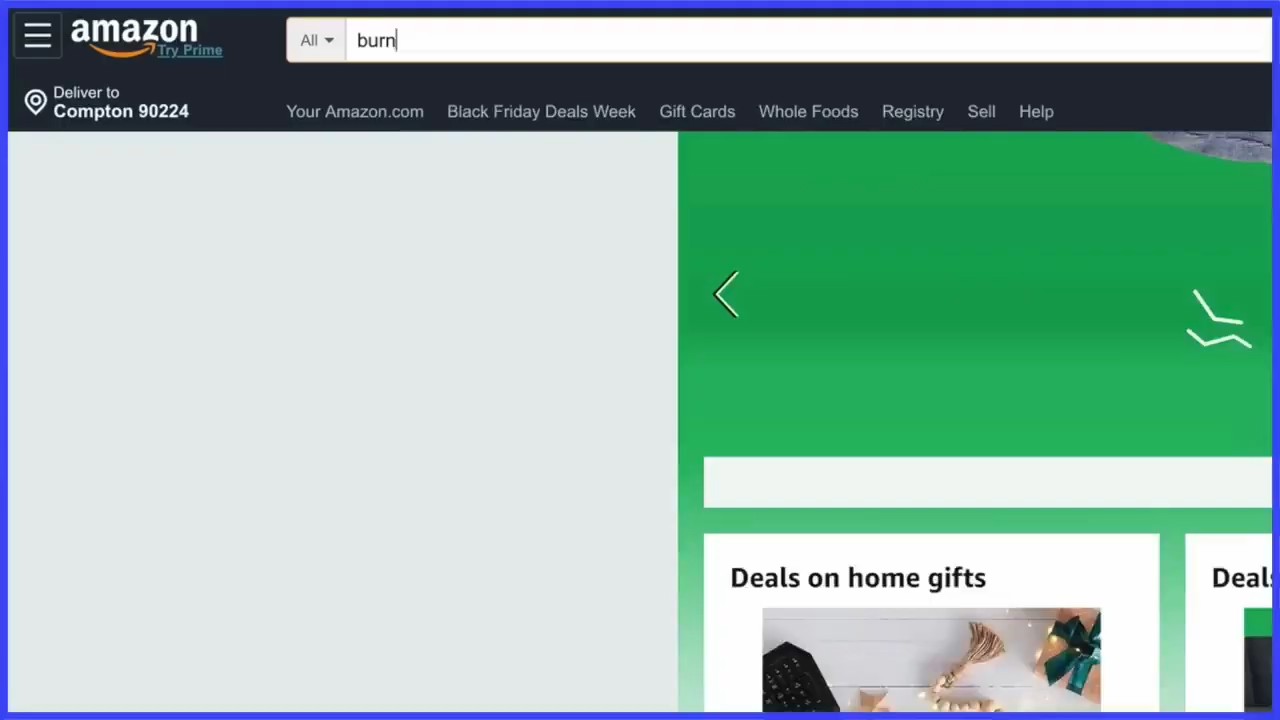 amazon
Try Prime
All
burn
Deliver to
Compton 90224
Your Amazon.com Black Friday Deals Week Gift Cards Whole Foods Registry Sell Help
Deals on home gifts
Deals